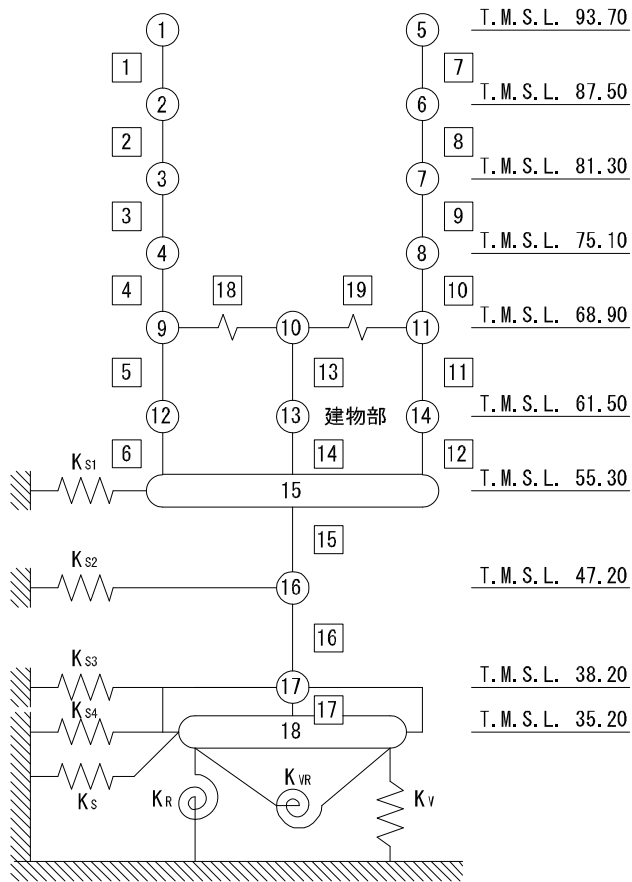 1 5 T.M.S.L. 93.70
1 7
2 6 T.M.S.L. 87.50
2 8
3 7 T.M.S.L. 81.30
3 9
4 8 T.M.S.L. 75.10
4 18 19 10
9 10 11 T.M.S.L. 68.90
5 13 11
12 13 建物部 14 T.M.S.L. 61.50
6 14 12
KS1 15 T.M.S.L. 55.30
15
KS2 16 T.M.S.L. 47.20
16
KS3 17 T.M.S.L. 38.20
17
KS4 18 T.M.S.L. 35.20
KS KR KVR KV